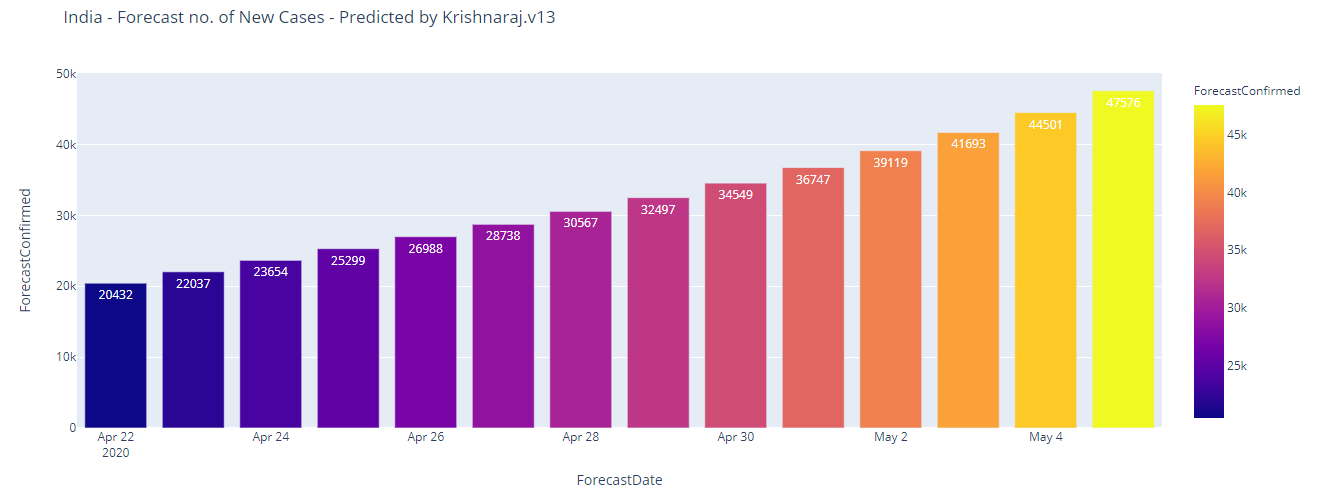 India - Forecast no. of New Cases - Predicted by Krishnaraj.v13
ForecastConfirmed
50k
40k
30k
20k
10k
0
20432
22037
23654
25299
26988
28738
30567
32497
34549
36747
39119
41693
44501
47576
Apr 22
2020
Apr 24
Apr 26
Apr 28
Apr 30
May 2
May 4
ForecastDate
ForecastConfirmed
45k
40k
35k
30k
25k